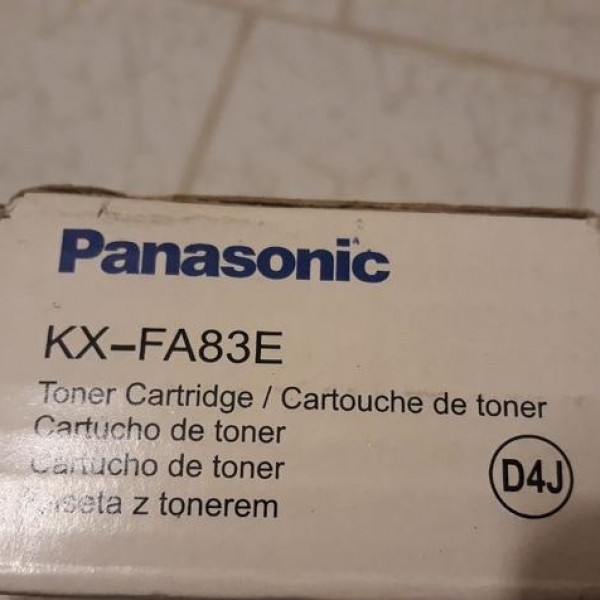 Panasonic
KX-FA83E
Toner Cartridge / Cartouche de toner
Cartucho de toner
Cartucho de toner
z tonerem
D4J